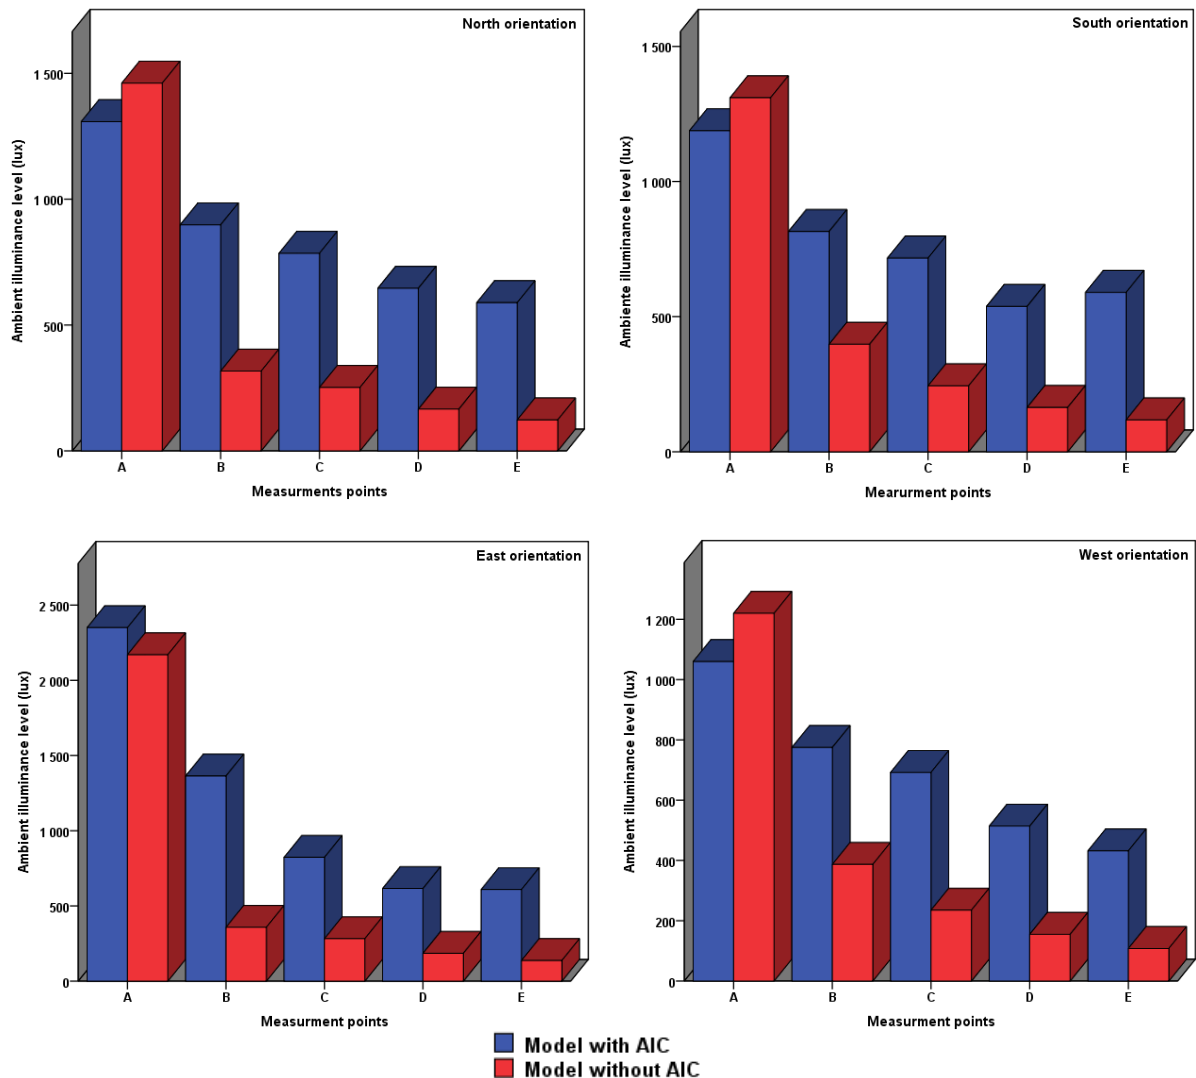 North orientation
Ambient illuminance level (lux)
1 500
1 000
500
0
A B C D E
Measurments points
South orientation
Ambiente illuminance level (lux)
1 500
1 000
500
0
A B C D E
Mearurment points
East orientation
Ambient illuminance level (lux)
2 500
2 000
1 500
1 000
500
0
A B C D E
Measurment points
West orientation
Ambient illuminance level (lux)
1 200
1 000
800
600
400
200
0
A B C D E
Measurment points
Model with AIC
Model without AIC